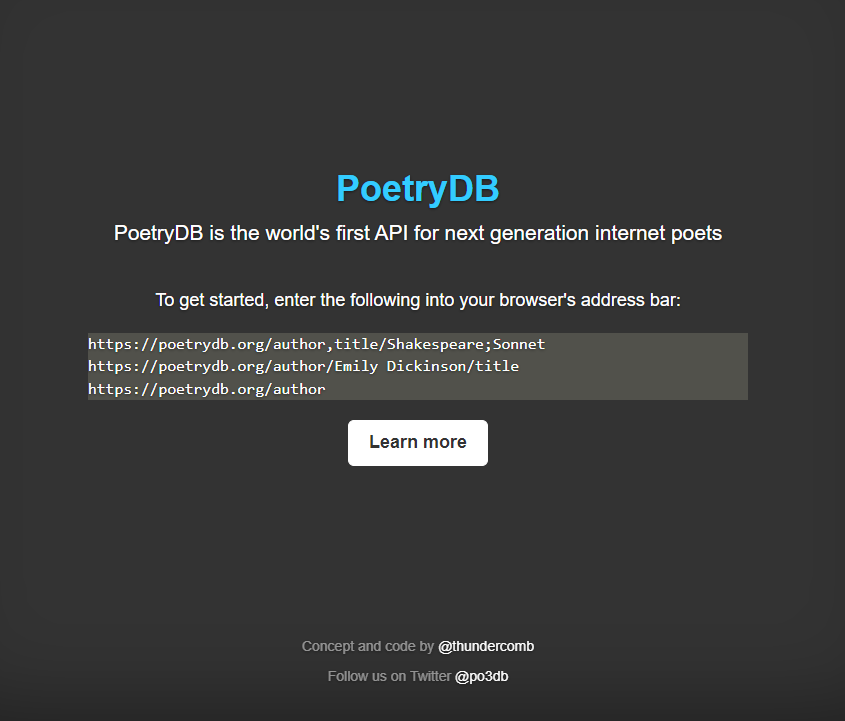 PoetryDB
PoetryDB is the world's first API for next generation internet poets
To get started, enter the following into your browser's address bar:
https://poetrydb.org/author,title/Shakespeare;Sonnet
https://poetrydb.org/author/Emily Dickinson/title
https://poetrydb.org/author
Learn more
Concept and code by @thundercomb
Follow us on Twitter @po3db